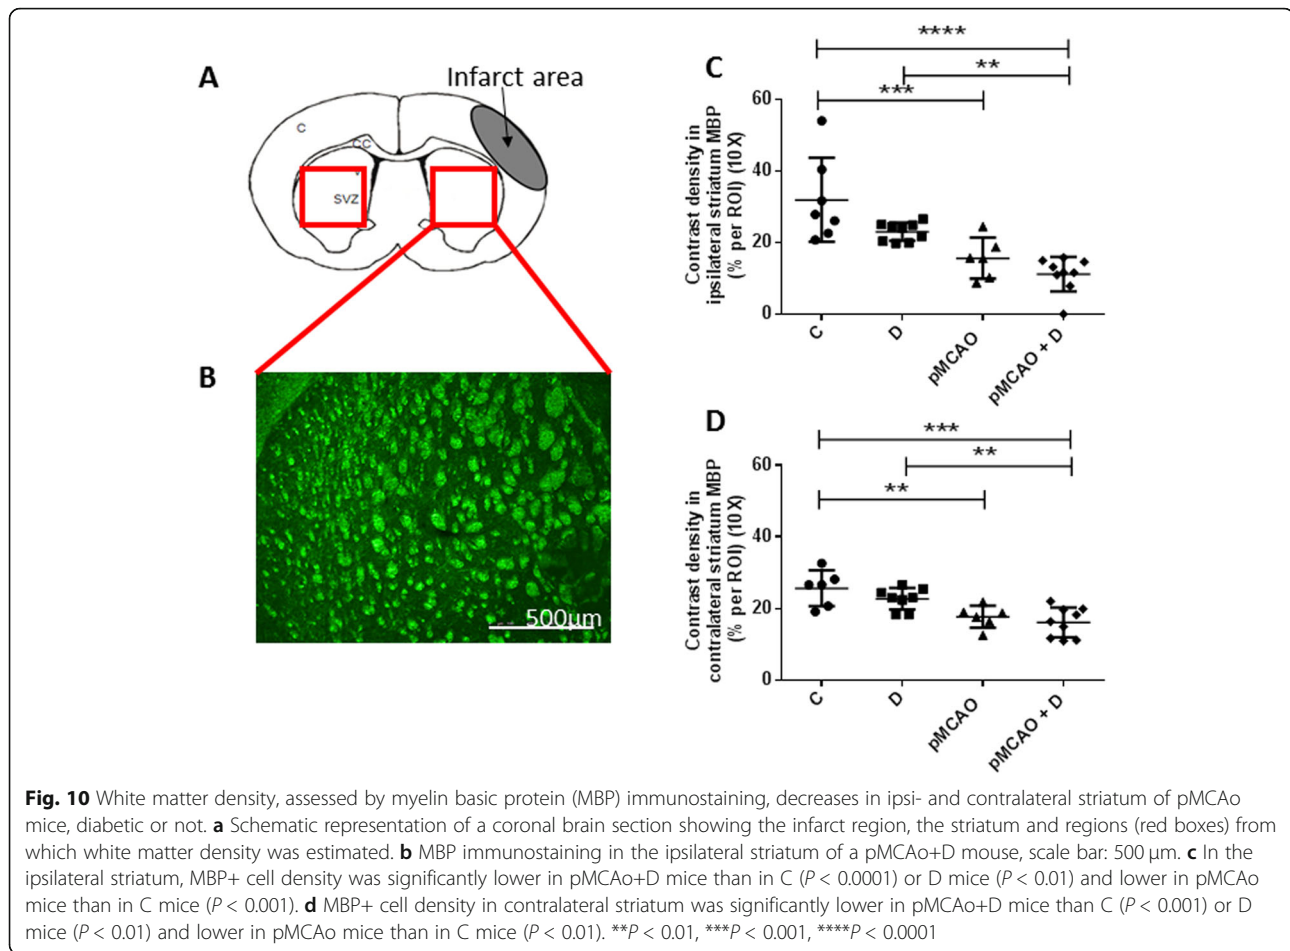 A
Infarct area
C
CC
v
SVZ
B
500µm
C
****
**
***
Contrast density in
ipsilateral striatum MBP
(% per ROI) (10X)
60
40
20
0
C
D
pMCAO
pMCAO + D
D
***
**
**
Contrast density in
contralateral striatum MBP
(% per ROI) (10X)
60
40
20
0
C
D
pMCAO
pMCAO + D
Fig. 10 White matter density, assessed by myelin basic protein (MBP) immunostaining, decreases in ipsi- and contralateral striatum of pMCAo
mice, diabetic or not. a Schematic representation of a coronal brain section showing the infarct region, the striatum and regions (red boxes) from
which white matter density was estimated. b MBP immunostaining in the ipsilateral striatum of a pMCAo+D mouse, scale bar: 500 µm. c In the
ipsilateral striatum, MBP+ cell density was significantly lower in pMCAo+D mice than in C (P < 0.0001) or D mice (P < 0.01) and lower in pMCAo
mice than in C mice (P < 0.001). d MBP+ cell density in contralateral striatum was significantly lower in pMCAo+D mice than C (P < 0.001) or D
mice (P < 0.01) and lower in pMCAo mice than in C mice (P < 0.01). **P < 0.01, ***P < 0.001, ****P < 0.0001